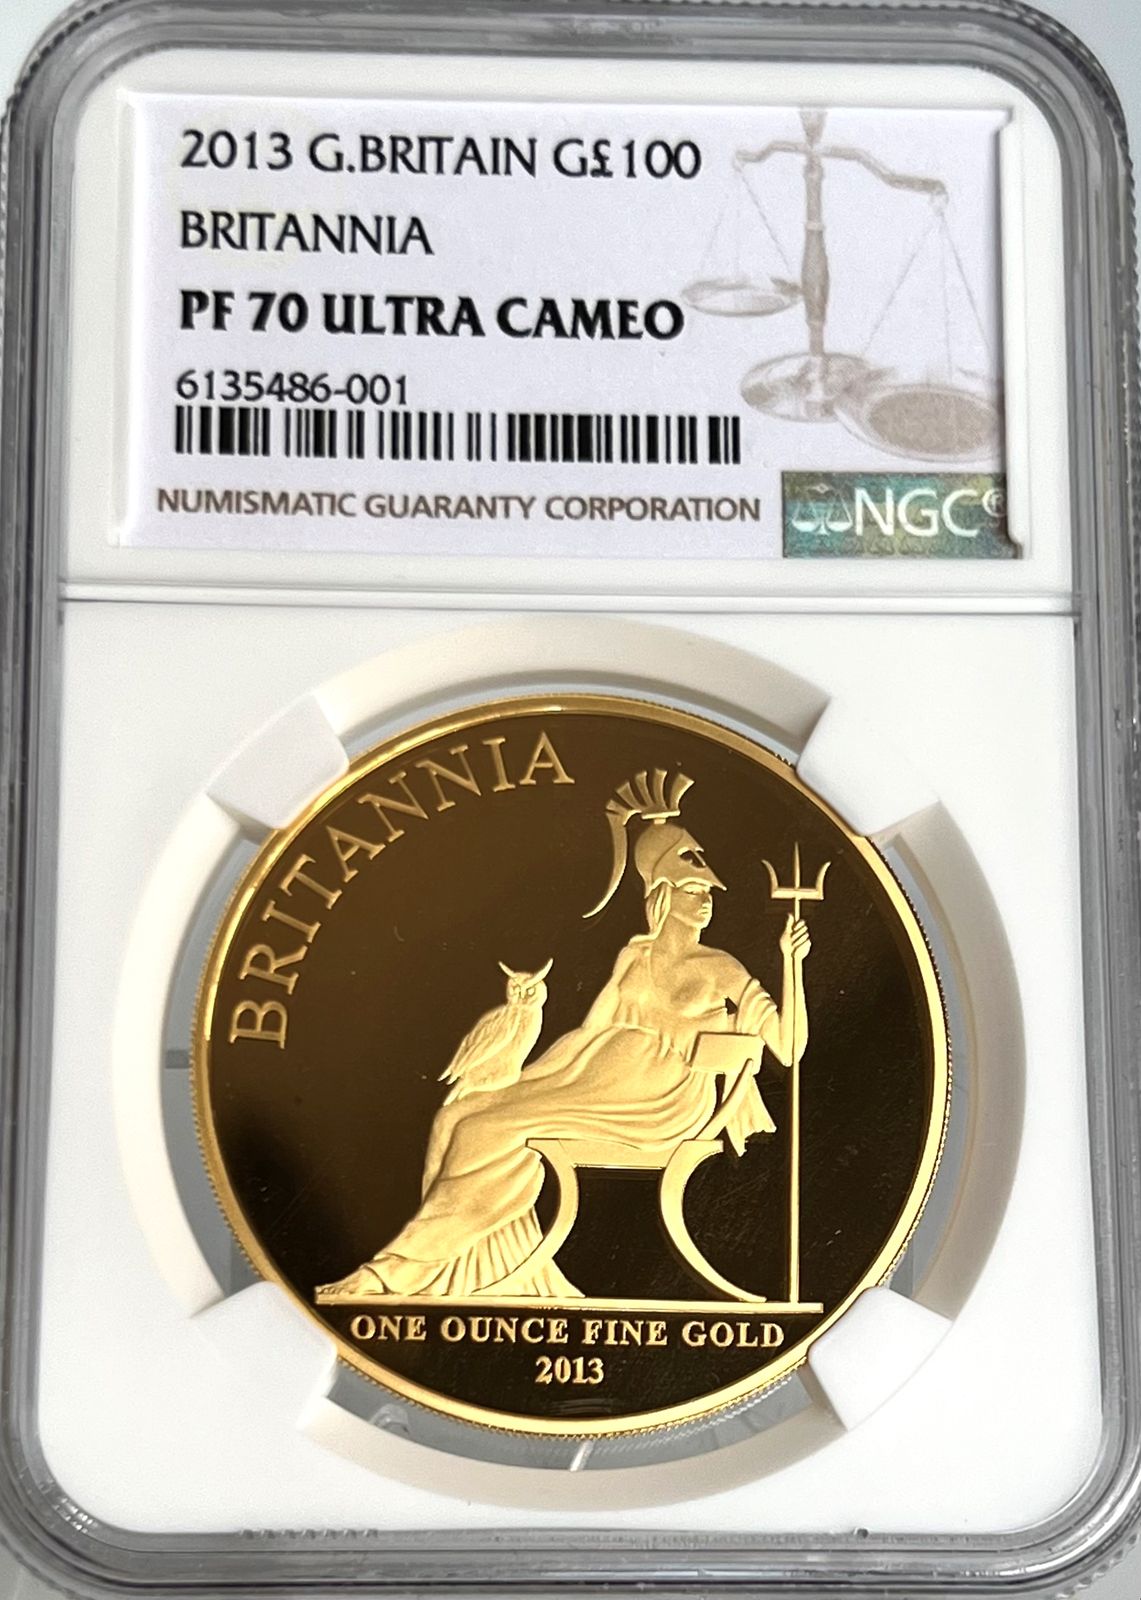 2013 G.BRITAIN G£100
BRITANNIA
PF 70 ULTRA CAMEO
6135486-001
NUMISMATIC GUARANTY CORPORATION
NGC®
BRITANNIA
ONE OUNCE FINE GOLD
2013